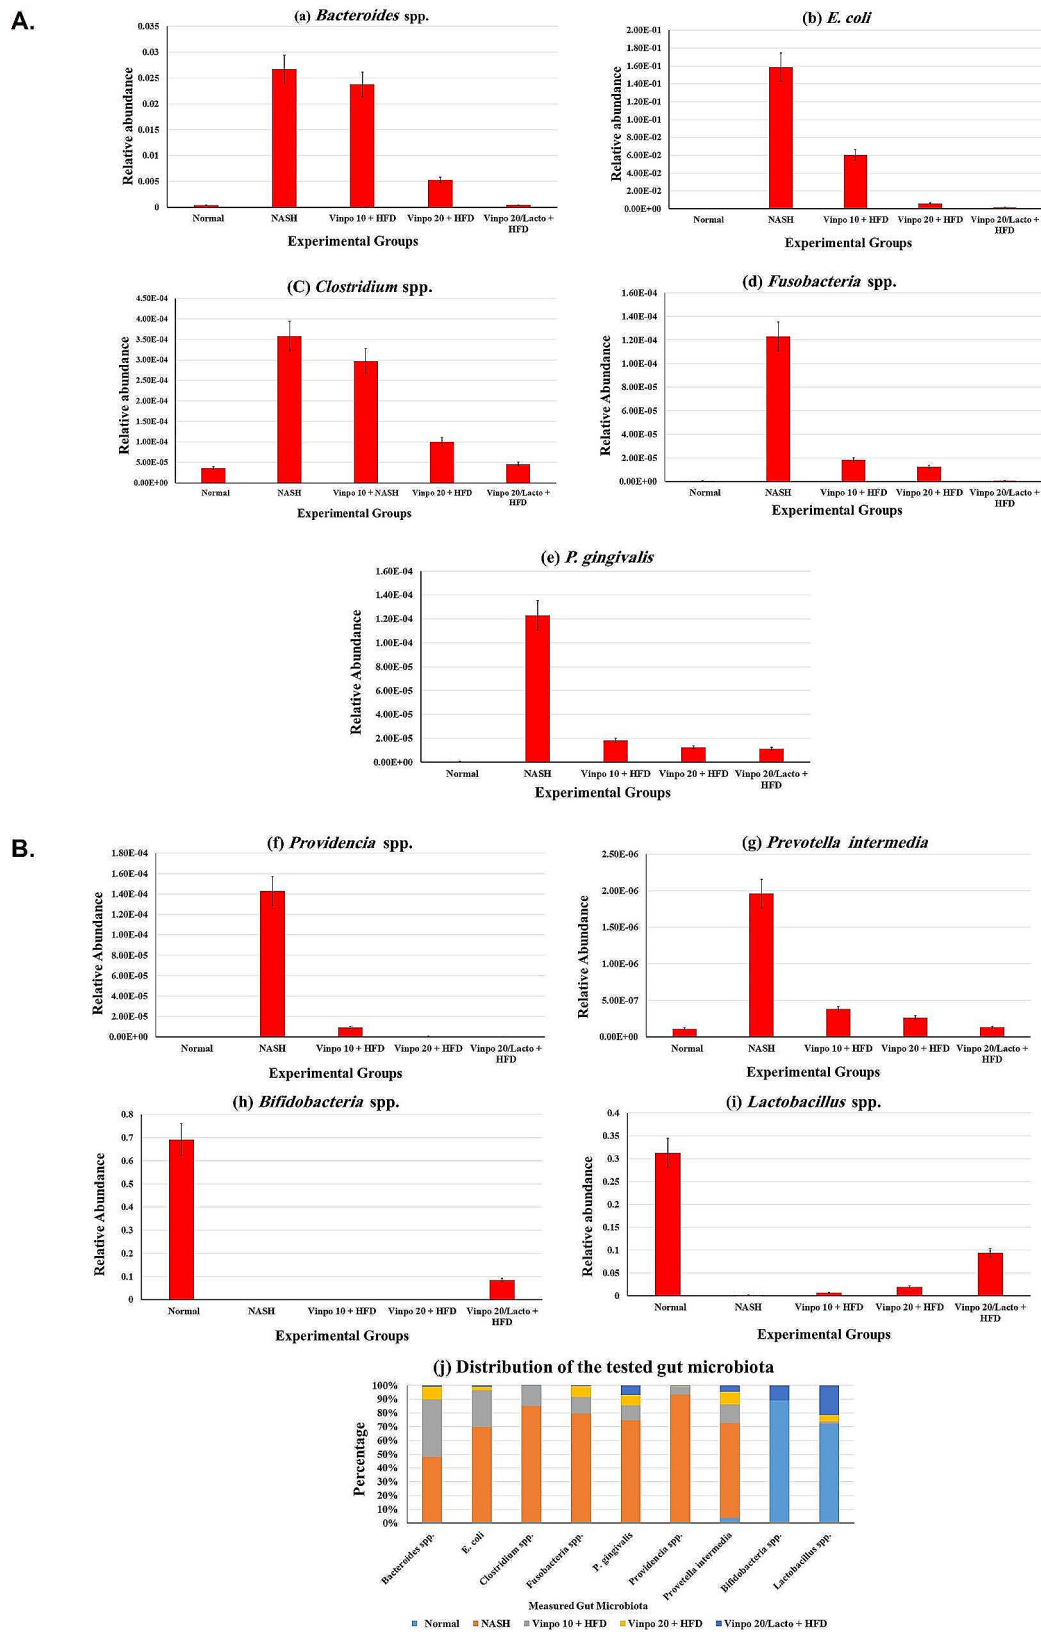 A.
(a) Bacteroides spp.
0.035
0.03
0.025
0.02
0.015
0.01
0.005
0
Relative abundance
Normal NASH Vinpo 10 + HFD Vinpo 20 + HFD Vinpo 20/Lacto +
HFD
Experimental Groups
(b) E. coli
2.00E-01
1.80E-01
1.60E-01
1.40E-01
1.20E-01
1.00E-01
8.00E-02
6.00E-02
4.00E-02
2.00E-02
0.00E+00
Relative abundance
Normal NASH Vinpo 10 + HFD Vinpo 20 + HFD Vinpo 20/Lacto +
HFD
Experimental Groups
(C) Clostridium spp.
4.50E-04
4.00E-04
3.50E-04
3.00E-04
2.50E-04
2.00E-04
1.50E-04
1.00E-04
5.00E-05
0.00E+00
Relative abundance
Normal NASH Vinpo 10 + NASH Vinpo 20 + HFD Vinpo 20/Lacto +
HFD
Experimental Groups
(d) Fusobacteria spp.
1.60E-04
1.40E-04
1.20E-04
1.00E-04
8.00E-05
6.00E-05
4.00E-05
2.00E-05
0.00E+00
Relative Abundance
Normal NASH Vinpo 10 + HFD Vinpo 20 + HFD Vinpo 20/Lacto +
HFD
Experimental Groups
(e) P. gingivalis
1.60E-04
1.40E-04
1.20E-04
1.00E-04
8.00E-05
6.00E-05
4.00E-05
2.00E-05
0.00E+00
Relative Abundance
Normal NASH Vinpo 10 + HFD Vinpo 20 + HFD Vinpo 20/Lacto +
HFD
Experimental Groups
B.
(f) Providencia spp.
1.80E-04
1.60E-04
1.40E-04
1.20E-04
1.00E-04
8.00E-05
6.00E-05
4.00E-05
2.00E-05
0.00E+00
Relative Abundance
Normal NASH Vinpo 10 + HFD Vinpo 20 + HFD Vinpo 20/Lacto +
HFD
Experimental Groups
(g) Prevotella intermedia
2.50E-06
2.00E-06
1.50E-06
1.00E-06
5.00E-07
0.00E+00
Relative Abundance
Normal NASH Vinpo 10 + HFD Vinpo 20 + HFD Vinpo 20/Lacto +
HFD
Experimental Groups
(h) Bifidobacteria spp.
0.8
0.7
0.6
0.5
0.4
0.3
0.2
0.1
0
Relative Abundance
Normal NASH Vinpo 10 + HFD Vinpo 20 + HFD Vinpo 20/Lacto +
HFD
Experimental Groups
(i) Lactobacillus spp.
0.4
0.35
0.3
0.25
0.2
0.15
0.1
0.05
0
Relative abundance
Normal NASH Vinpo 10 + HFD Vinpo 20 + HFD Vinpo 20/Lacto +
HFD
Experimental Groups
(j) Distribution of the tested gut microbiota
100%
90%
80%
70%
60%
50%
40%
30%
20%
10%
0%
Percentage
Bacteroides spp.
E. coli
Clostridium spp.
Fusobacteria spp.
P. gingivalis
Providencia spp.
Provetella intermedia
Bifidobacteria spp.
Lactobacillus spp.
Measured Gut Microbiota
Normal NASH Vinpo 10 + HFD Vinpo 20 + HFD Vinpo 20/Lacto + HFD